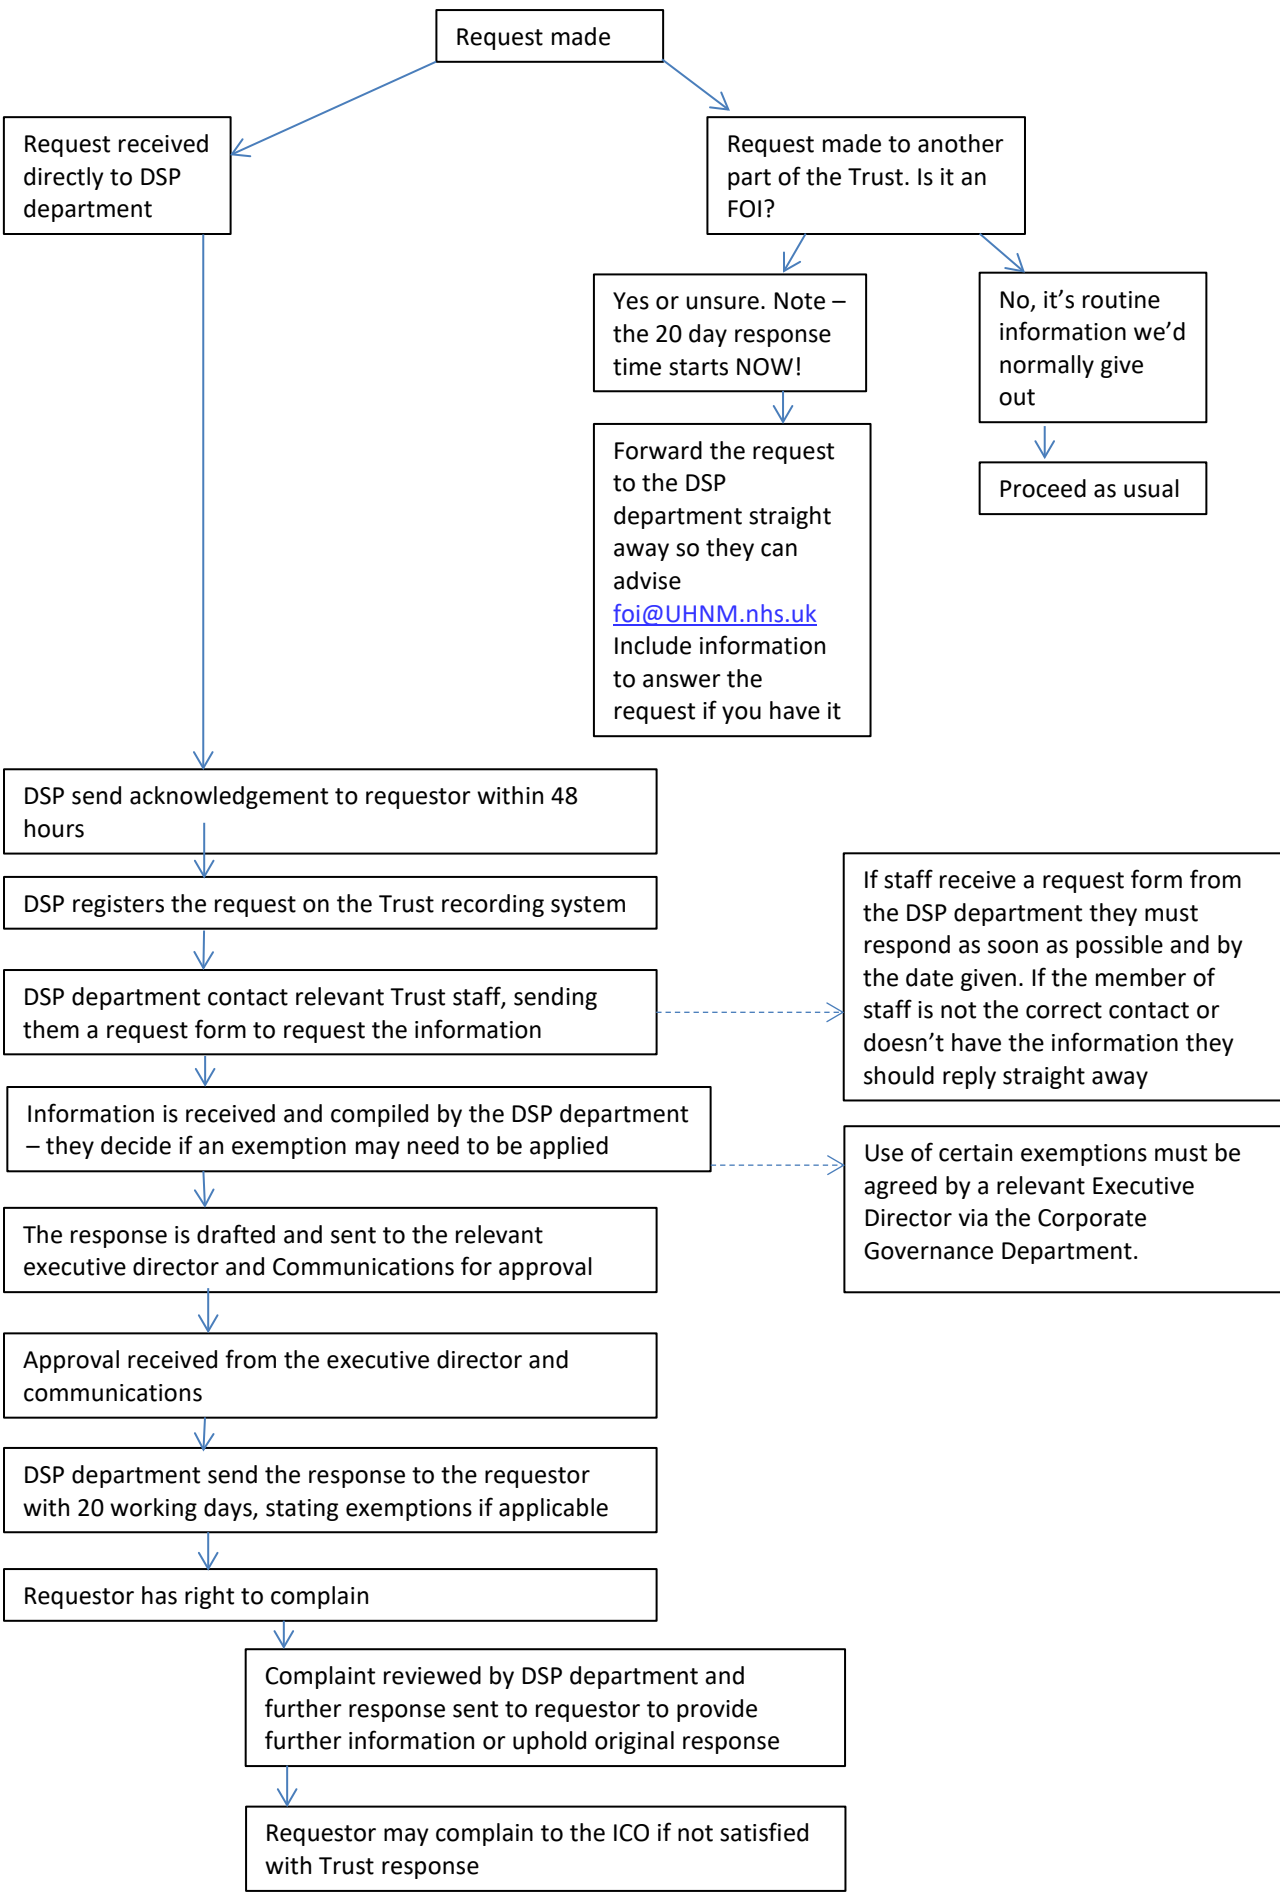 Request made
Request received
directly to DSP
department
Request made to another
part of the Trust. Is it an
FOI?
Yes or unsure. Note –
the 20 day response
time starts NOW!
No, it’s routine
information we’d
normally give
out
Forward the request
to the DSP
department straight
away so they can
advise
foi@UHNM.nhs.uk
Include information
to answer the
request if you have it
Proceed as usual
DSP send acknowledgement to requestor within 48
hours
DSP registers the request on the Trust recording system
DSP department contact relevant Trust staff, sending
them a request form to request the information
If staff receive a request form from
the DSP department they must
respond as soon as possible and by
the date given. If the member of
staff is not the correct contact or
doesn’t have the information they
should reply straight away
Information is received and compiled by the DSP department
– they decide if an exemption may need to be applied
Use of certain exemptions must be
agreed by a relevant Executive
Director via the Corporate
Governance Department.
The response is drafted and sent to the relevant
executive director and Communications for approval
Approval received from the executive director and
communications
DSP department send the response to the requestor
with 20 working days, stating exemptions if applicable
Requestor has right to complain
Complaint reviewed by DSP department and
further response sent to requestor to provide
further information or uphold original response
Requestor may complain to the ICO if not satisfied
with Trust response